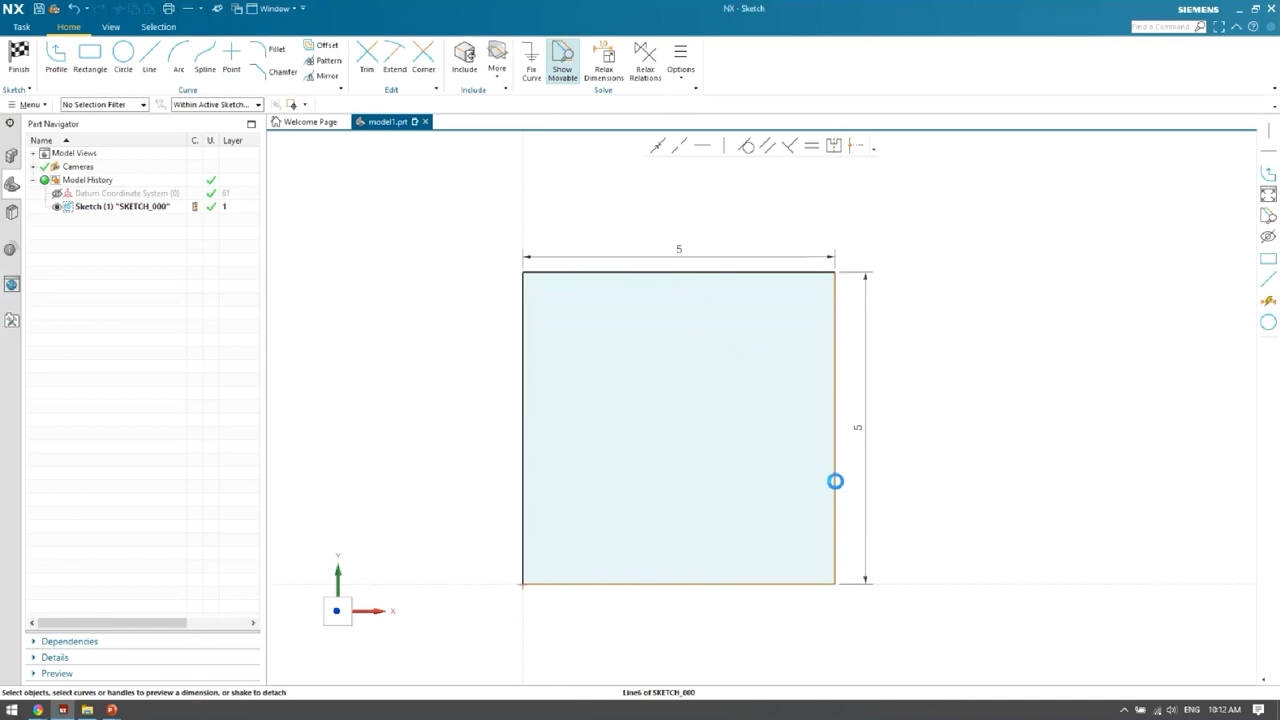 NX
Window
NX - Sketch
SIEMENS
Task
Home
View
Selection
Find a Command
Finish
Profile
Rectangle
Circle
Line
Arc
Spline
Point
Fillet
Chamfer
Offset
Pattern
Mirror
Trim
Extend
Corner
Include
More
Fix
Curve
Show
Movable
10
Relax
Dimensions
Relax
Relations
Options
Sketch
Curve
Edit
Include
Solve
Menu
No Selection Filter
Within Active Sketch...
Part Navigator
Welcome Page
model1.prt
Name
C.
U.
Layer
Model Views
Cameras
Model History
Datum Coordinate System (0)
61
Sketch (1) "SKETCH_000"
1
5
5
Y
X
Dependencies
Details
Preview
Select objects, select curves or handles to preview a dimension, or shake to detach
Line6 of SKETCH_000
ENG
10:12 AM